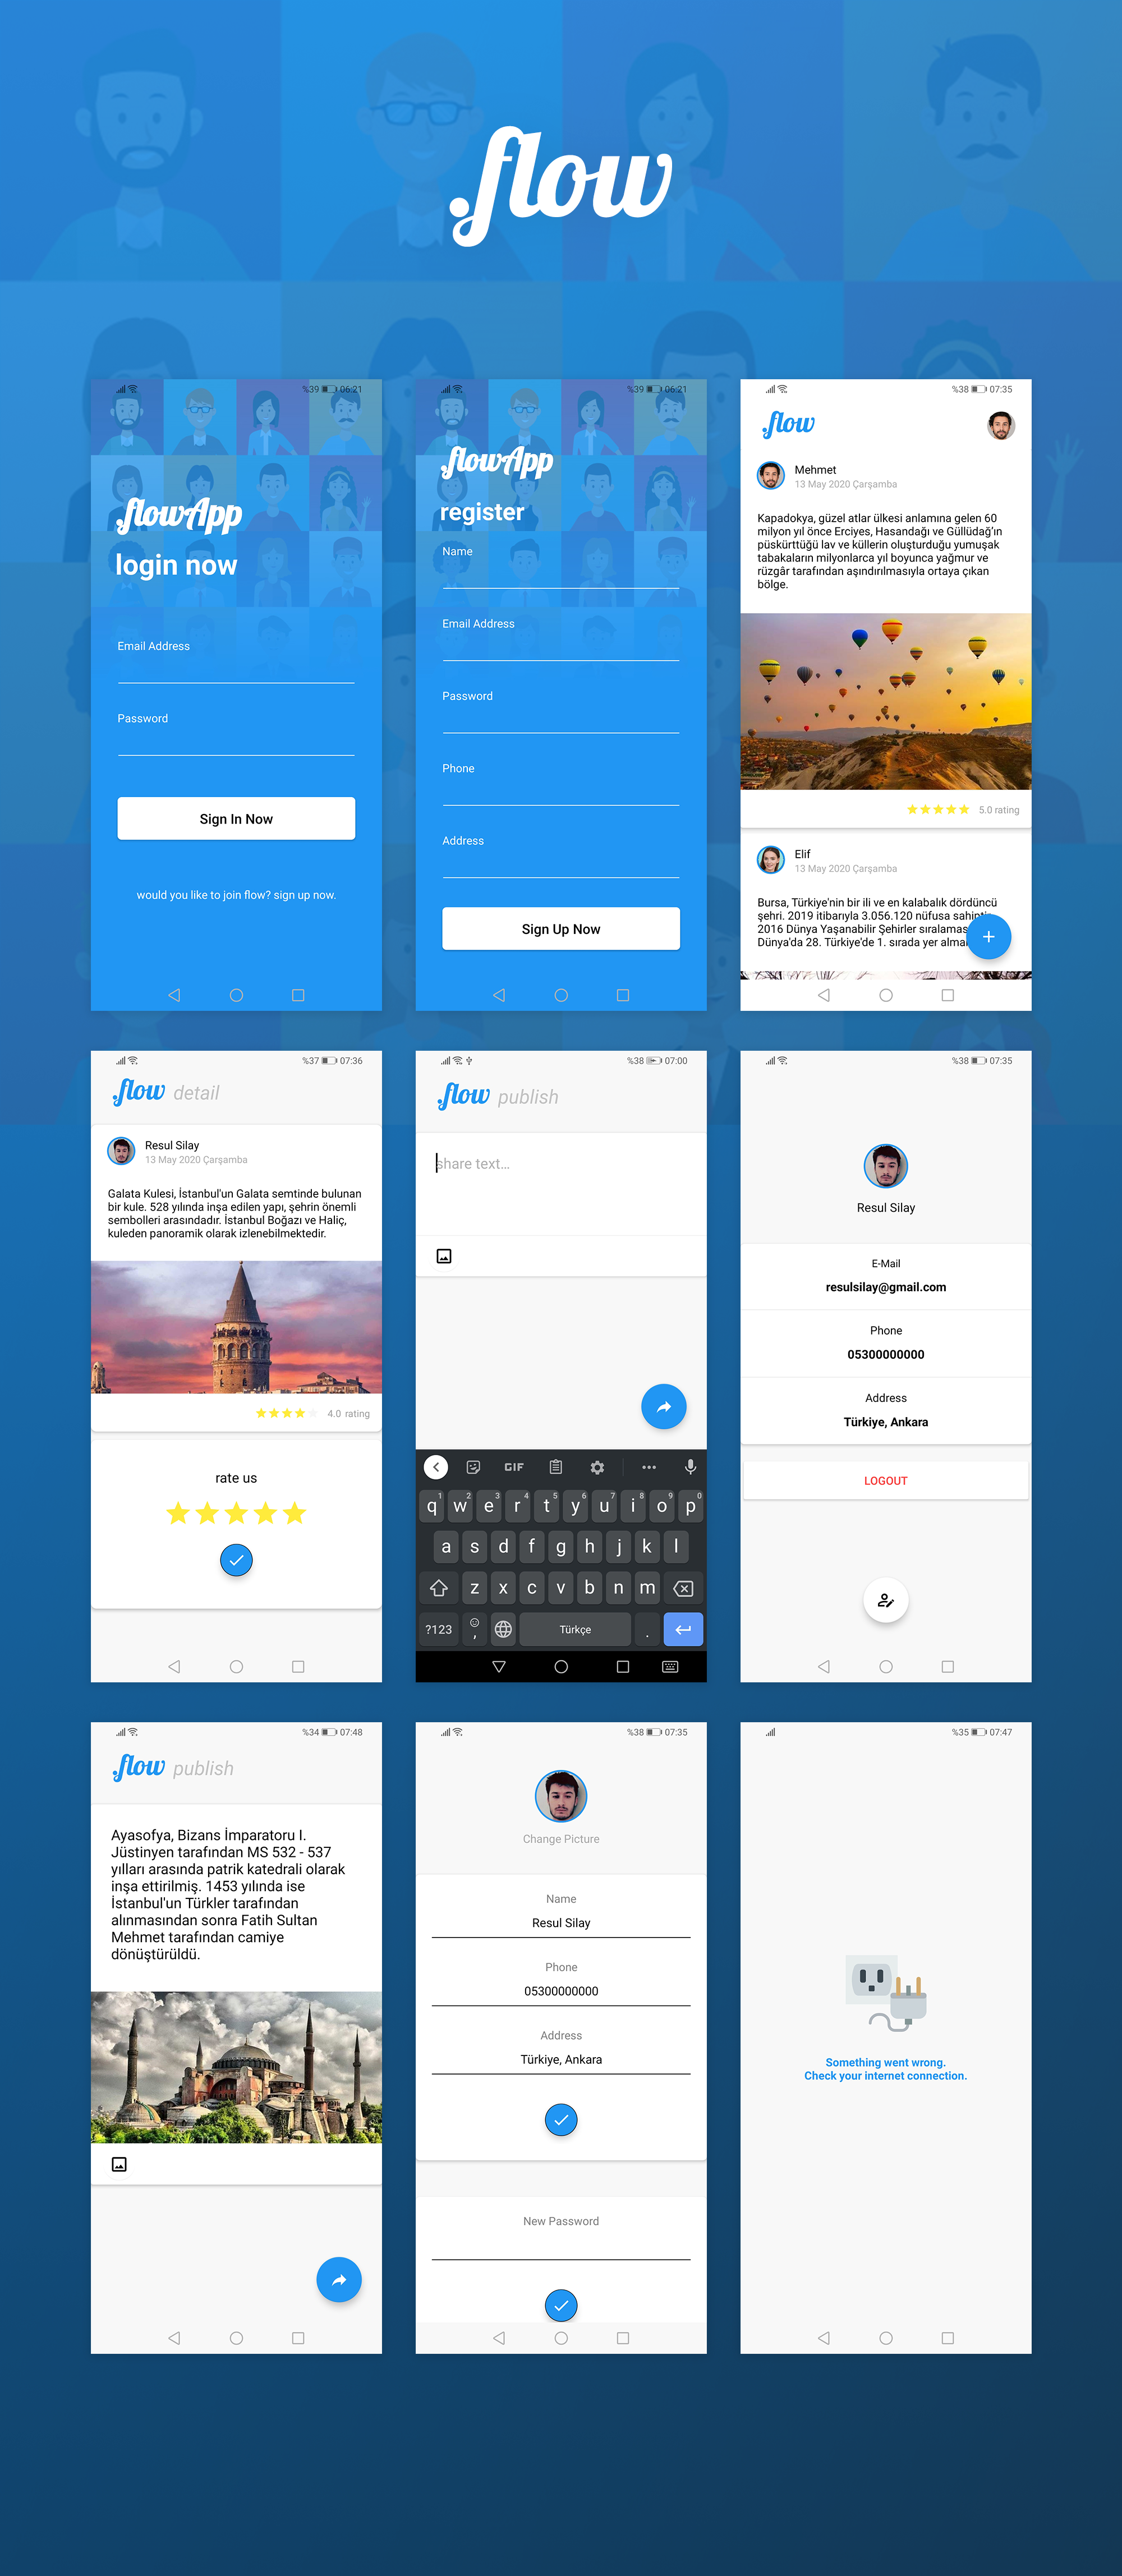 .flow
%39 06:21
.flowApp
login now
Email Address
Password
Sign In Now
would you like to join flow? sign up now.
%39 06:21
.flowApp
register
Name
Email Address
Password
Phone
Address
Sign Up Now
%38 07:35
.flow
Mehmet
13 May 2020 Çarşamba
Kapadokya, güzel atlar ülkesi anlamına gelen 60
milyon yıl önce Erciyes, Hasandağı ve Güllüdağ'ın
püskürttüğü lav ve küllerin oluşturduğu yumuşak
tabakaların milyonlarca yıl boyunca yağmur ve
rüzgâr tarafından aşındırılmasıyla ortaya çıkan
bölge.
5.0 rating
Elif
13 May 2020 Çarşamba
Bursa, Türkiye'nin bir ili ve en kalabalık dördüncü
şehri. 2019 itibarıyla 3.056.120 nüfusa
2016 Dünya Yaşanabilir Şehirler
Dünya'da 28. Türkiye'de 1. sırada yer
%37 07:36
.flow detail
Resul Silay
13 May 2020 Çarşamba
Galata Kulesi, İstanbul'un Galata semtinde bulunan
bir kule. 528 yılında inşa edilen yapı, şehrin önemli
sembolleri arasındadır. İstanbul Boğazı ve Haliç,
kuleden panoramik olarak izlenebilmektedir.
4.0 rating
rate us
%38 07:00
.flow publish
share text...
GIF
q1 w2 e3 r4 t5 y6 u7 i8 o9 p0
a s d f g h j k l
z x c v b n m
?123 , Türkçe .
%38 07:35
Resul Silay
E-Mail
resulsilay@gmail.com
Phone
05300000000
Address
Türkiye, Ankara
LOGOUT
%34 07:48
.flow publish
Ayasofya, Bizans İmparatoru I.
Jüstinyen tarafından MS 532 - 537
yılları arasında patrik katedrali olarak
inşa ettirilmiş. 1453 yılında ise
İstanbul'un Türkler tarafından
alınmasından sonra Fatih Sultan
Mehmet tarafından camiye
dönüştürüldü.
%38 07:35
Change Picture
Name
Resul Silay
Phone
05300000000
Address
Türkiye, Ankara
New Password
%35 07:47
Something went wrong.
Check your internet connection.